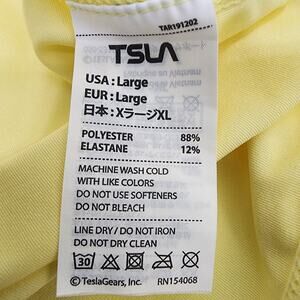 TAR191202
TSLA
USA : Large
EUR : Large
日本 : XラージXL
POLYESTER 88%
ELASTANE 12%
MACHINE WASH COLD
WITH LIKE COLORS
DO NOT USE SOFTENERS
DO NOT BLEACH
LINE DRY / DO NOT IRON
DO NOT DRY CLEAN
30
ⓒTeslaGears, Inc. RN154068